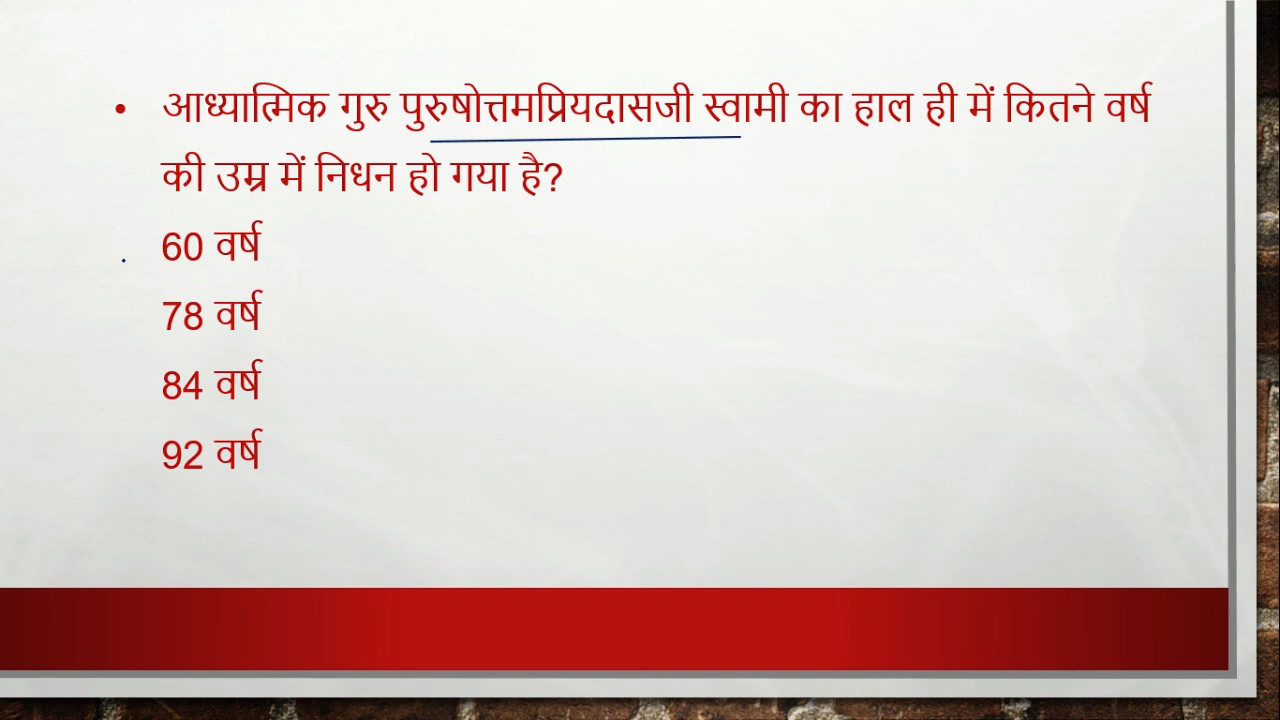 • आध्यात्मिक गुरु पुरुषोत्तमप्रियदासजी स्वामी का हाल ही में कितने वर्ष
की उम्र में निधन हो गया है?
60 वर्ष
78 वर्ष
84 वर्ष
92 वर्ष